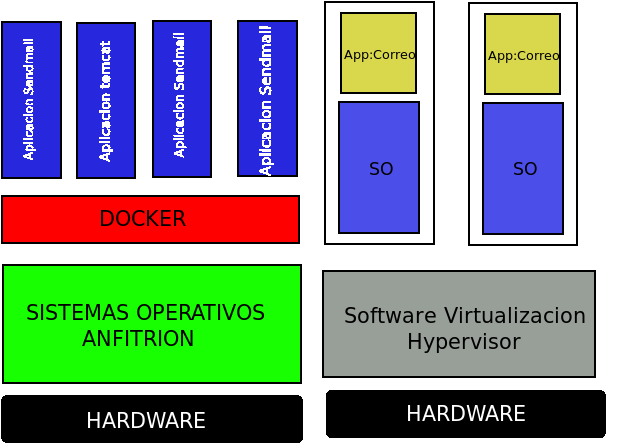 Aplicacion Sendmail
Aplicacion tomcat
Aplicacion Sendmail
Aplicacion Sendmail
DOCKER
SISTEMAS OPERATIVOS
ANFITRION
HARDWARE
App:Correo
App:Correo
SO
SO
Software Virtualizacion
Hypervisor
HARDWARE